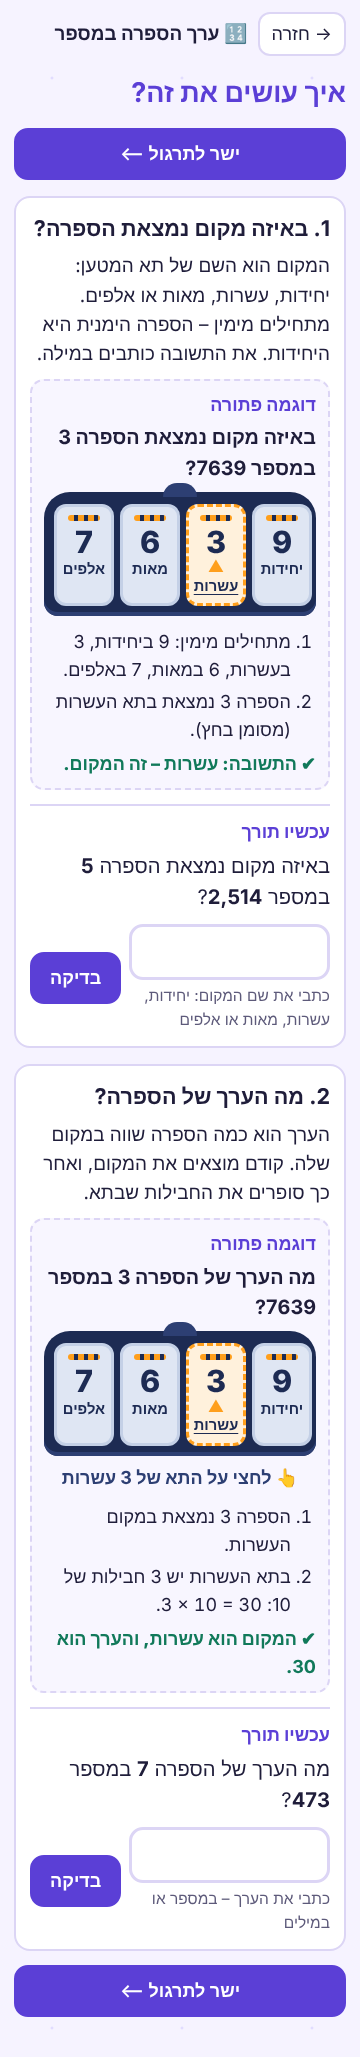 → חזרה
🔢 ערך הספרה במספר
איך עושים את זה?
ישר לתרגול ←
1. באיזה מקום נמצאת הספרה?
המקום הוא השם של תא המטען:
יחידות, עשרות, מאות או אלפים.
מתחילים מימין – הספרה הימנית היא
היחידות. את התשובה כותבים במילה.
דוגמה פתורה
באיזה מקום נמצאת הספרה 3
במספר 7639?
7 6 3 9
אלפים מאות עשרות יחידות
1. מתחילים מימין: 9 ביחידות, 3
בעשרות, 6 במאות, 7 באלפים.
2. הספרה 3 נמצאת בתא העשרות
(מסומן בחץ).
✔ התשובה: עשרות – זה המקום.
עכשיו תורך
באיזה מקום נמצאת הספרה 5
במספר 2,514?
בדיקה
כתבי את שם המקום: יחידות,
עשרות, מאות או אלפים
2. מה הערך של הספרה?
הערך הוא כמה הספרה שווה במקום
שלה. קודם מוצאים את המקום, ואחר
כך סופרים את החבילות שבתא.
דוגמה פתורה
מה הערך של הספרה 3 במספר
7639?
7 6 3 9
אלפים מאות עשרות יחידות
👆 לחצי על התא של 3 עשרות
1. הספרה 3 נמצאת במקום
העשרות.
2. בתא העשרות יש 3 חבילות של
10: 30 = 10 × 3.
✔ המקום הוא עשרות, והערך הוא
30.
עכשיו תורך
מה הערך של הספרה 7 במספר
473?
בדיקה
כתבי את הערך – במספר או
במילים
ישר לתרגול ←